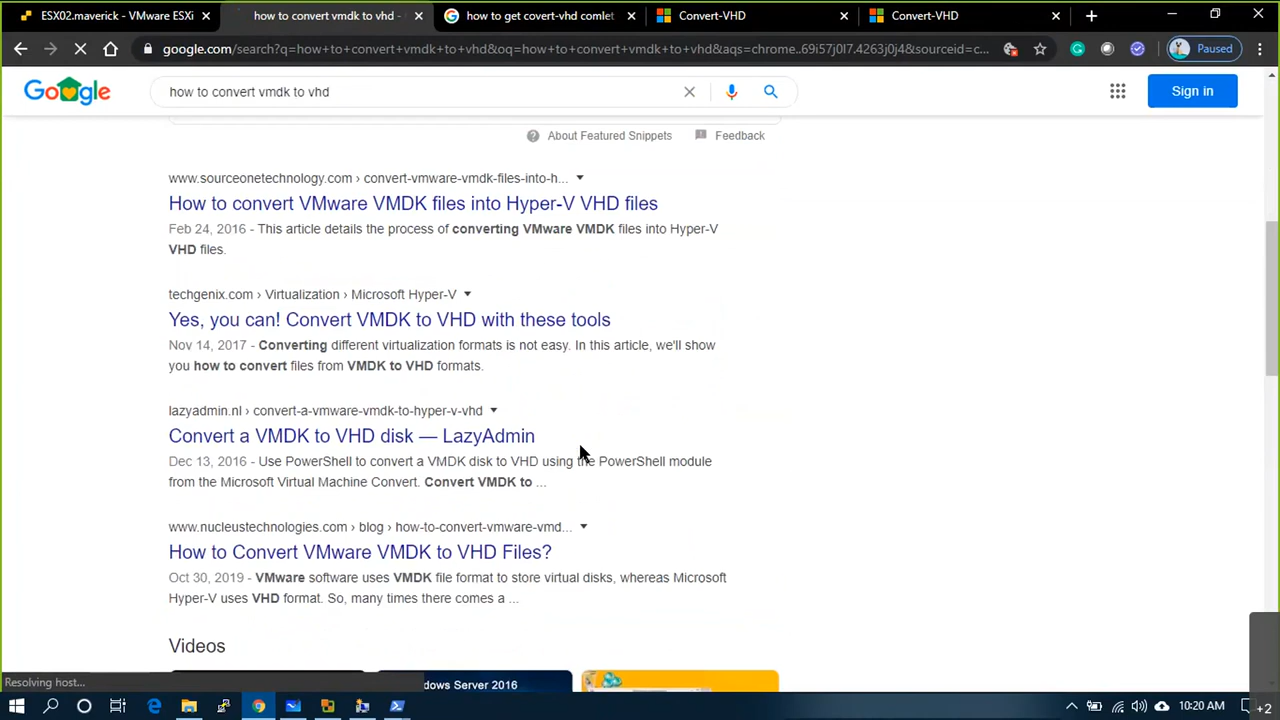 ESX02.maverick - VMware ESXi
how to convert vmdk to vhd -
how to get covert-vhd comlet
Convert-VHD
Convert-VHD
google.com/search?q=how+to+convert+vmdk+to+vhd&oq=how+to+convert+vmdk+to+vhd&aqs=chrome..69i57j0l7.4263j0j4&sourceid=c...
Paused
Google
how to convert vmdk to vhd
Sign in
About Featured Snippets
Feedback
www.sourceonetechnology.com › convert-vmware-vmdk-files-into-h...
How to convert VMware VMDK files into Hyper-V VHD files
Feb 24, 2016 - This article details the process of converting VMware VMDK files into Hyper-V
VHD files.
techgenix.com › Virtualization › Microsoft Hyper-V
Yes, you can! Convert VMDK to VHD with these tools
Nov 14, 2017 - Converting different virtualization formats is not easy. In this article, we'll show
you how to convert files from VMDK to VHD formats.
lazyadmin.nl › convert-a-vmware-vmdk-to-hyper-v-vhd
Convert a VMDK to VHD disk — LazyAdmin
Dec 13, 2016 - Use PowerShell to convert a VMDK disk to VHD using the PowerShell module
from the Microsoft Virtual Machine Convert. Convert VMDK to ...
www.nucleustechnologies.com › blog › how-to-convert-vmware-vmd...
How to Convert VMware VMDK to VHD Files?
Oct 30, 2019 - VMware software uses VMDK file format to store virtual disks, whereas Microsoft
Hyper-V uses VHD format. So, many times there comes a ...
Videos
Resolving host...
dows Server 2016
10:20 AM
+2